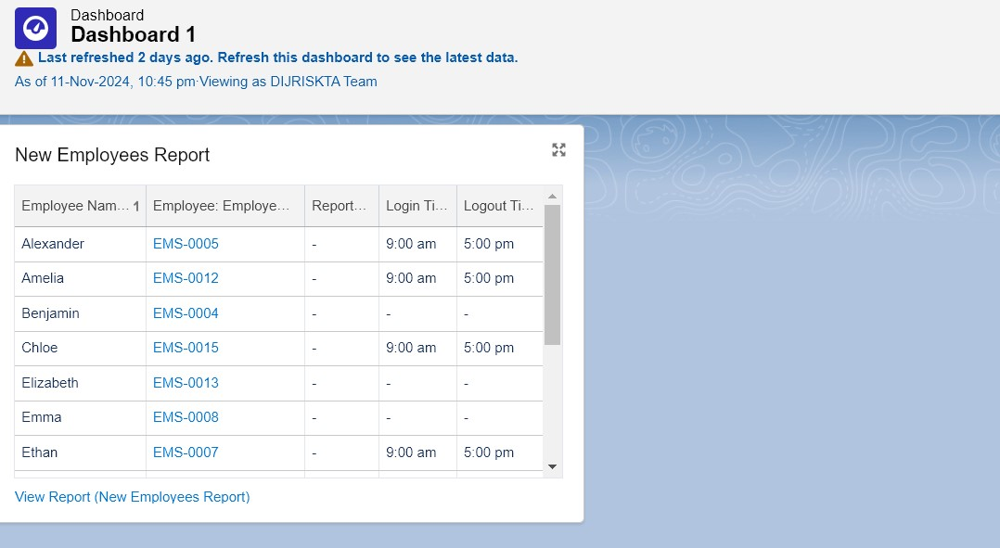 Dashboard
Dashboard 1
Last refreshed 2 days ago. Refresh this dashboard to see the latest data.
As of 11-Nov-2024, 10:45 pm·Viewing as DIJRISKTA Team
New Employees Report
Employee Nam... 1 Employee: Employe... Report... Login Ti... Logout Ti...
Alexander EMS-0005 - 9:00 am 5:00 pm
Amelia EMS-0012 - 9:00 am 5:00 pm
Benjamin EMS-0004 - - -
Chloe EMS-0015 - 9:00 am 5:00 pm
Elizabeth EMS-0013 - - -
Emma EMS-0008 - - -
Ethan EMS-0007 - 9:00 am 5:00 pm
View Report (New Employees Report)